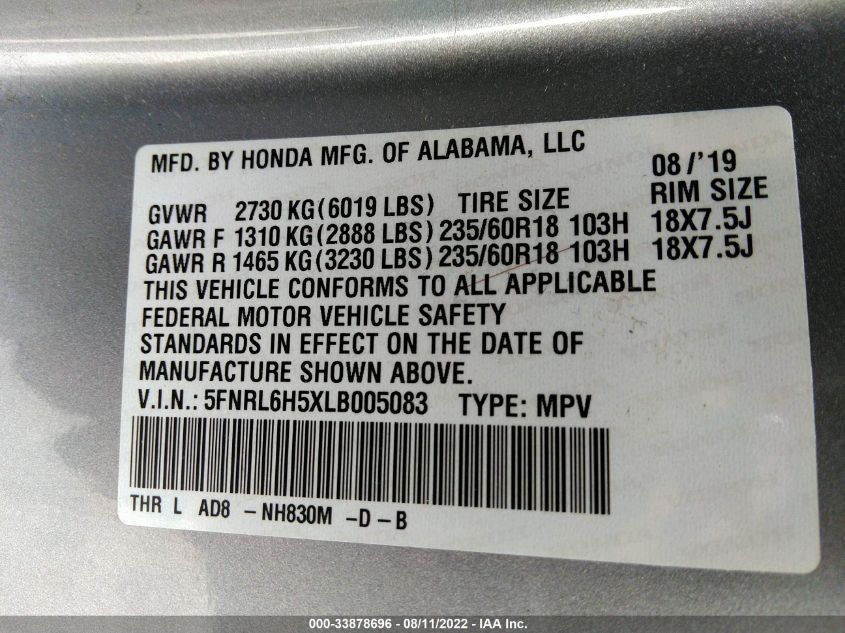 MFD. BY HONDA MFG. OF ALABAMA, LLC 08/'19
GVWR 2730 KG(6019 LBS) TIRE SIZE RIM SIZE
GAWR F 1310 KG(2888 LBS) 235/60R18 103H 18X7.5J
GAWR R 1465 KG(3230 LBS) 235/60R18 103H 18X7.5J
THIS VEHICLE CONFORMS TO ALL APPLICABLE
FEDERAL MOTOR VEHICLE SAFETY
STANDARDS IN EFFECT ON THE DATE OF
MANUFACTURE SHOWN ABOVE.
V.I.N.: 5FNRL6H5XLB005083 TYPE: MPV
THR L AD8 -NH830M -D-B
000-33878696 - 08/11/2022 - IAA Inc.